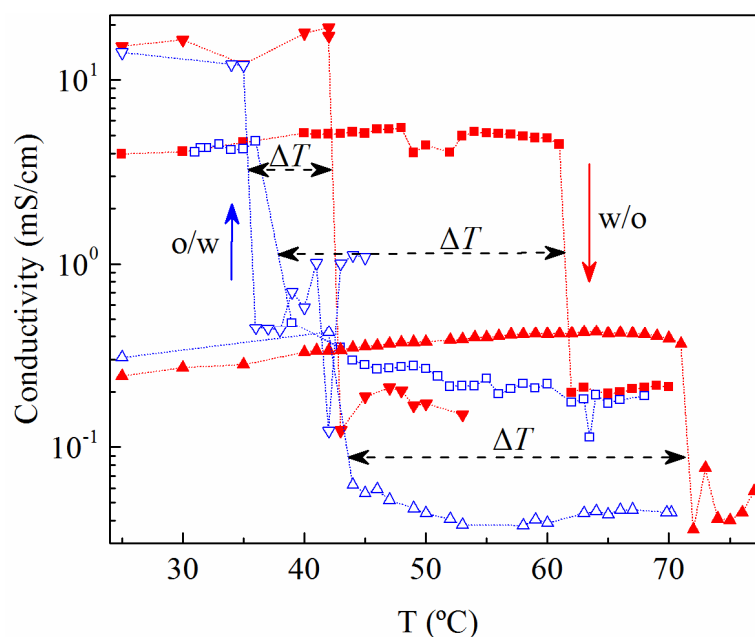 10¹
10⁰
10⁻¹
Conductivity (mS/cm)
ΔT
o/w
w/o
ΔT
ΔT
30 40 50 60 70
T (ºC)